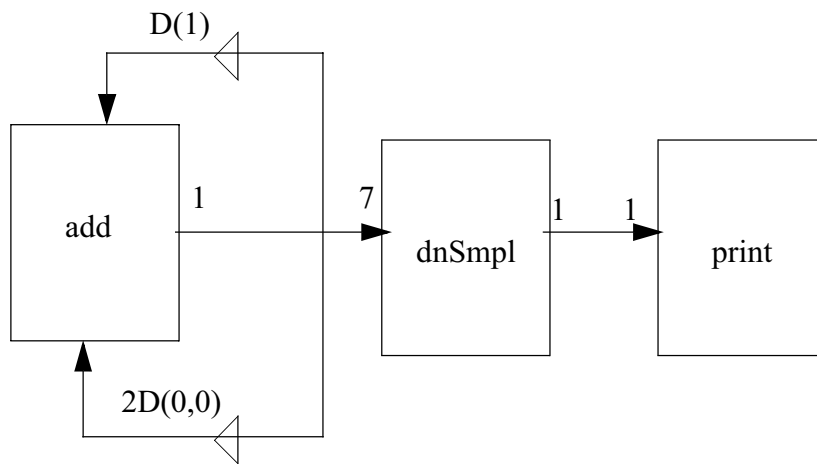 D(1)
1
7
1
1
add
dnSmpl
print
2D(0,0)